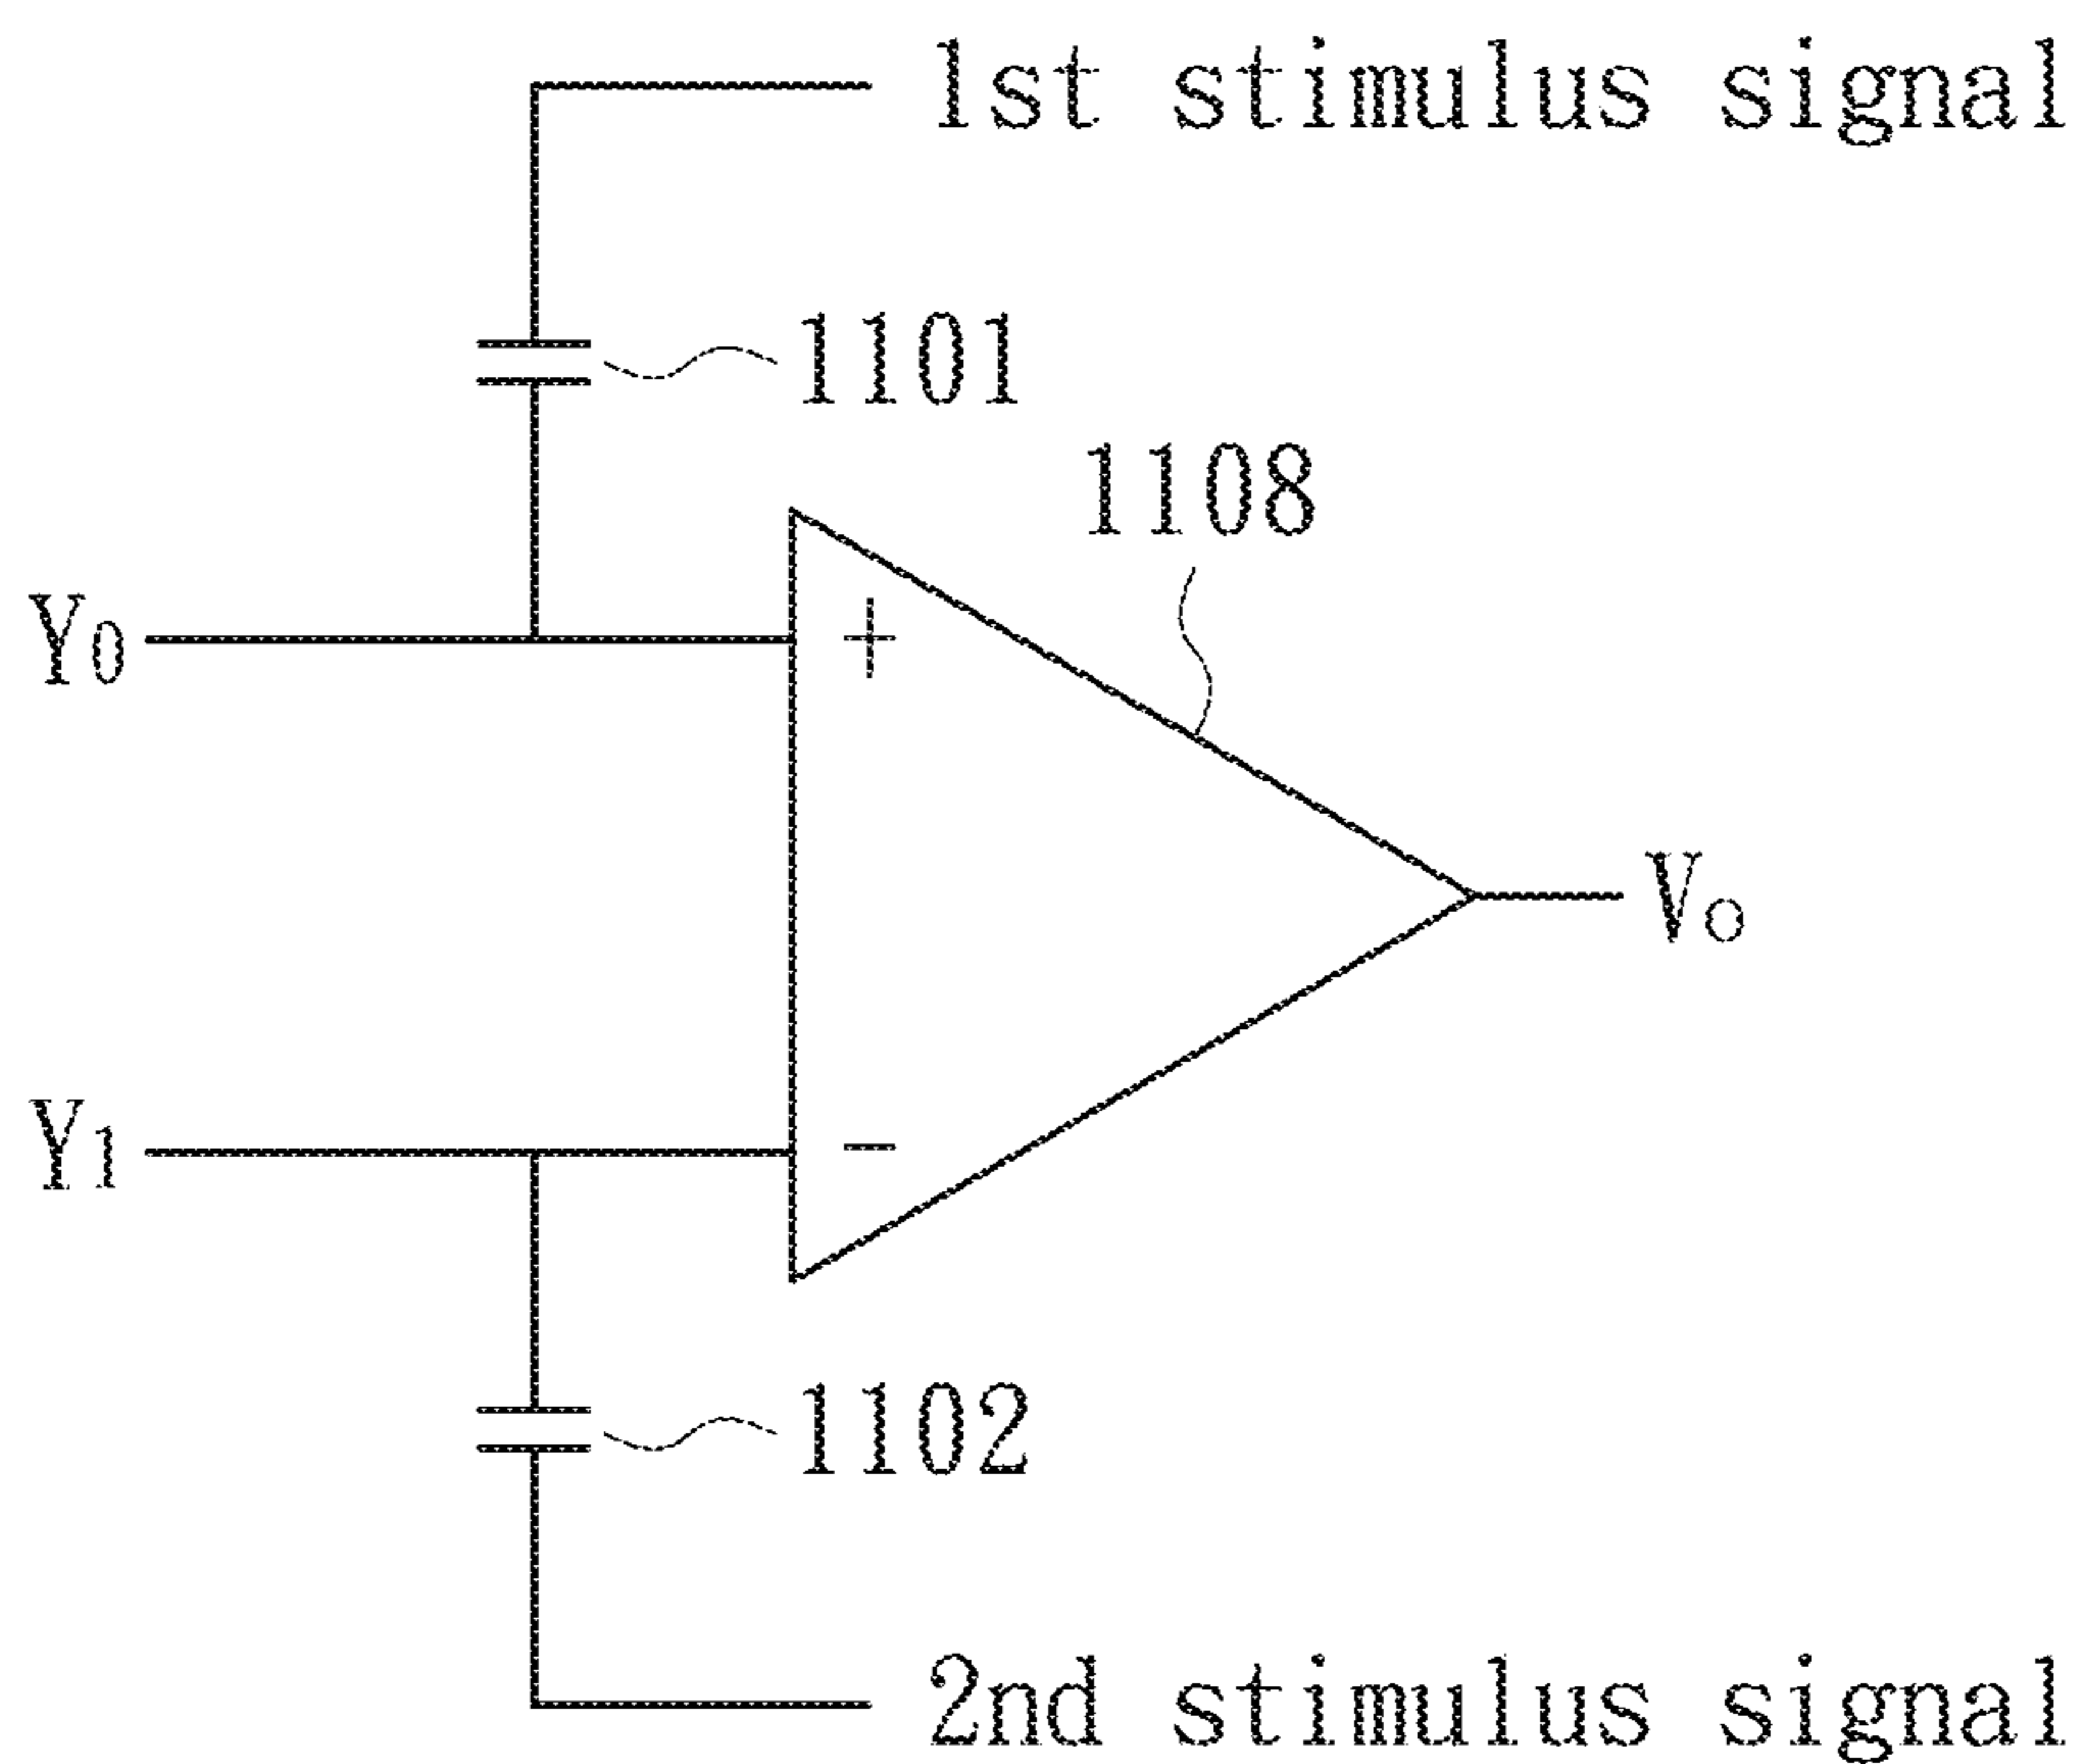 1st stimulus signal
1101
1108
Y0
+
Vo
Y1
−
1102
2nd stimulus signal